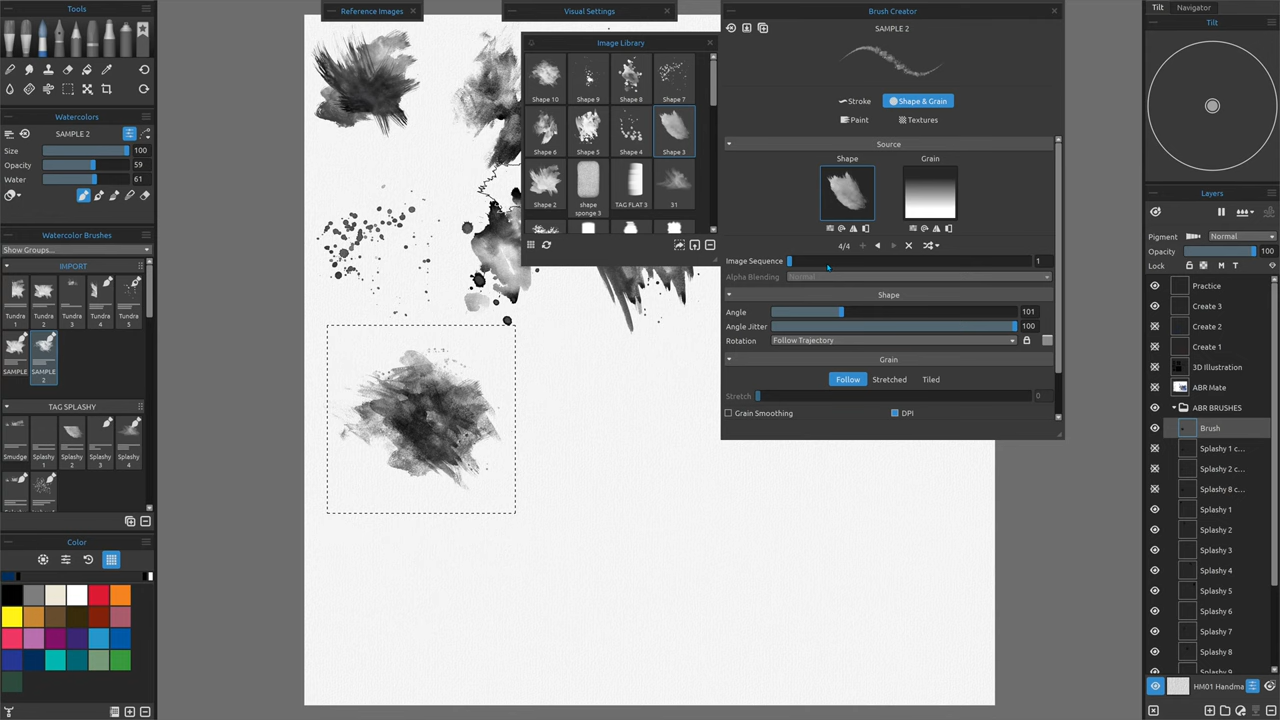 Tools
Reference Images
Visual Settings
Brush Creator
Tilt
Navigator
Tilt
SAMPLE 2
Image Library
Shape 10
Shape 9
Shape 8
Shape 7
Shape 6
Shape 5
Shape 4
Shape 3
Shape 2
shape
sponge 3
TAG FLAT 3
31
Stroke
Shape & Grain
Paint
Textures
Source
Shape
Grain
4/4
Image Sequence
1
Alpha Blending
Normal
Shape
Angle
101
Angle Jitter
100
Rotation
Follow Trajectory
Grain
Follow
Stretched
Tiled
Stretch
0
Grain Smoothing
DPI
Watercolors
SAMPLE 2
Size
100
Opacity
59
Water
61
Watercolor Brushes
Show Groups...
IMPORT
Tundra
1
Tundra
2
Tundra
3
Tundra
4
Tundra
5
SAMPLE
SAMPLE
2
TAG SPLASHY
Smudge
Splashy
1
Splashy
2
Splashy
3
Splashy
4
Color
Layers
Pigment
Normal
Opacity
100
Lock
M
T
Practice
Create 3
Create 2
Create 1
3D Illustration
ABR Mate
ABR BRUSHES
Brush
Splashy 1 c...
Splashy 2 c...
Splashy 8 c...
Splashy 1
Splashy 2
Splashy 3
Splashy 4
Splashy 5
Splashy 6
Splashy 7
Splashy 8
Splashy 9
HM01 Handma